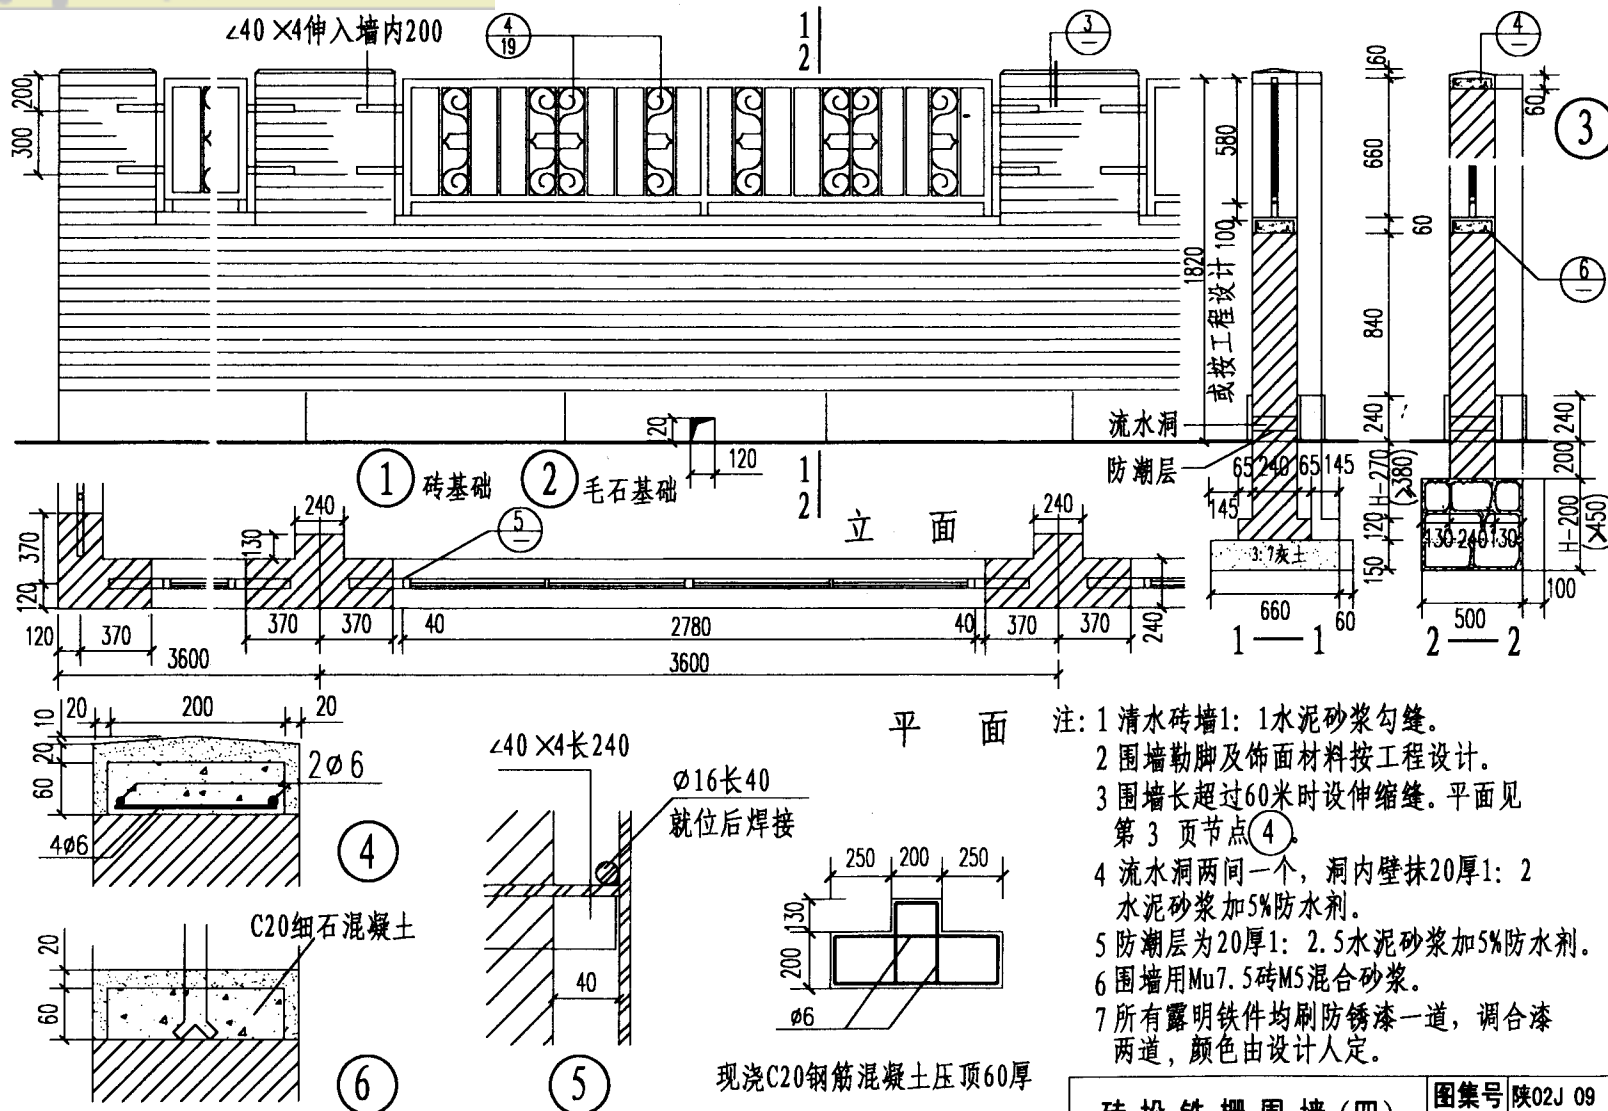 ∠40 ×4伸入墙内200
4
19
1
2
3
—
4
—
60
200
300
580
100
1820
或按工程设计
660
60
60
840
240
3
6
—
流水洞
防潮层
20
120
1
砖基础
2
毛石基础
1
2
立 面
240
5
—
130
370
120
120
370
370
370
40
2780
40
370
370
240
240
3600
3600
65 240 65 145
145
H-270
(≥380)
120
150
3:7灰土
660
60
1 — 1
240
200
H-200
(≥450)
130 240 130
500
100
2 — 2
平 面
10
20
60
20
200
20
2Ø6
4Ø6
4
20
60
C20细石混凝土
6
∠40 ×4长240
Ø16长40
就位后焊接
40
5
250
200
250
130
200
Ø6
现浇C20钢筋混凝土压顶60厚
注: 1 清水砖墙1: 1水泥砂浆勾缝。
2 围墙勒脚及饰面材料按工程设计。
3 围墙长超过60米时设伸缩缝。平面见
第 3 页节点4。
4 流水洞两间一个, 洞内壁抹20厚1: 2
水泥砂浆加5%防水剂。
5 防潮层为20厚1: 2.5水泥砂浆加5%防水剂。
6 围墙用Mu7.5砖M5混合砂浆。
7 所有露明铁件均刷防锈漆一道, 调合漆
两道, 颜色由设计人定。
图集号 陕02J 09